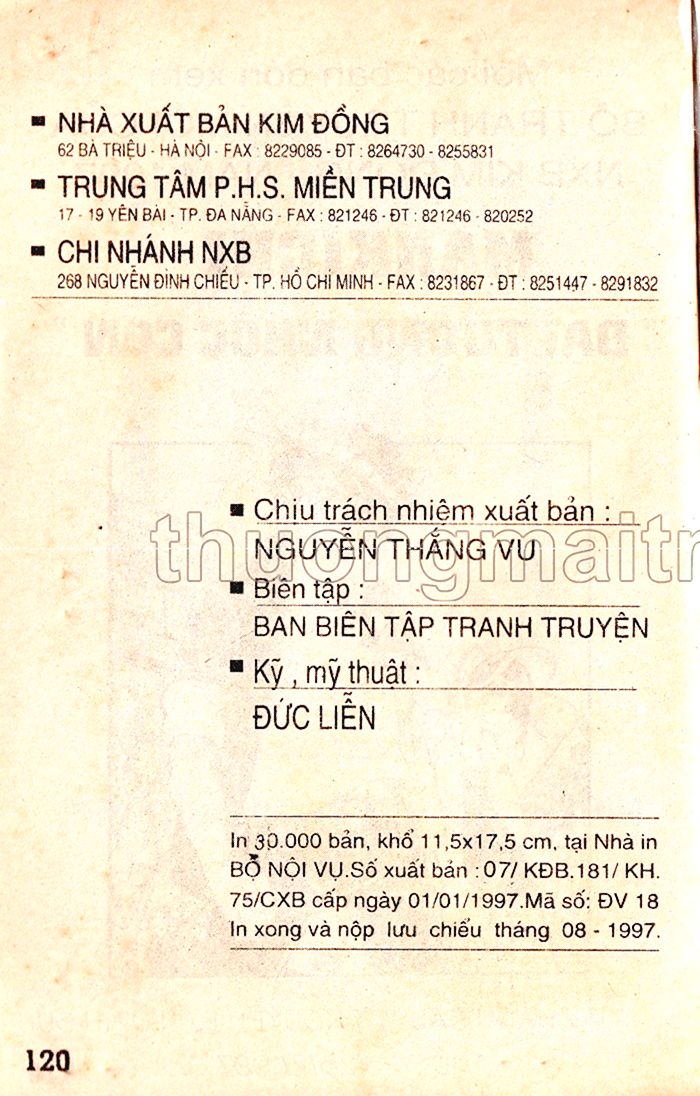 ▪ NHÀ XUẤT BẢN KIM ĐỒNG
62 BÀ TRIỆU - HÀ NỘI - FAX : 8229085 - ĐT : 8264730 - 8255831
▪ TRUNG TÂM P.H.S. MIỀN TRUNG
17 - 19 YÊN BÁI - TP. ĐÀ NẴNG - FAX : 821246 - ĐT : 821246 - 820252
▪ CHI NHÁNH NXB
268 NGUYỄN ĐÌNH CHIỂU - TP. HỒ CHÍ MINH - FAX : 8231867 - ĐT : 8251447 - 8291832
▪ Chịu trách nhiệm xuất bản :
thuongmaitr
NGUYỄN THẮNG VU
▪ Biên tập :
BAN BIÊN TẬP TRANH TRUYỆN
▪ Kỹ , mỹ thuật :
ĐỨC LIỄN
In 30.000 bản, khổ 11,5x17,5 cm, tại Nhà in
BỘ NỘI VỤ.Số xuất bản : 07/ KĐB.181/ KH.
75/CXB cấp ngày 01/01/1997.Mã số: ĐV 18
In xong và nộp lưu chiểu tháng 08 - 1997.
120